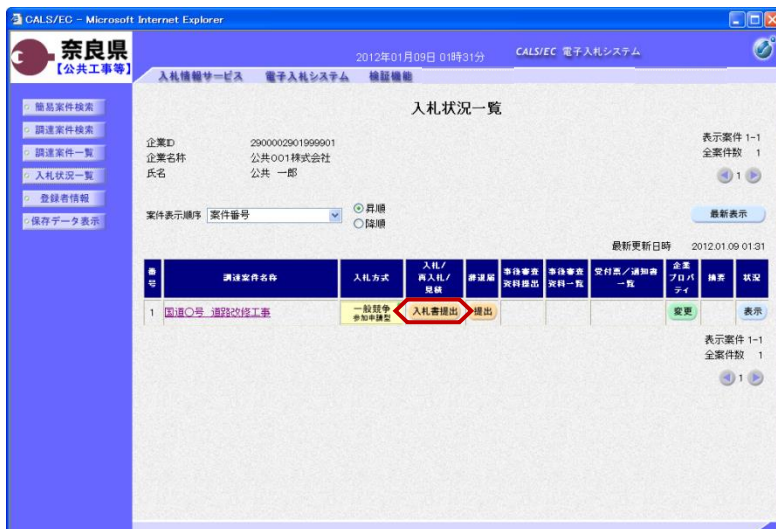 CALS/EC - Microsoft Internet Explorer
奈良県
【公共工事等】
2012年01月09日 01時31分
CALS/EC 電子入札システム
入札情報サービス 電子入札システム 検証機能
簡易案件検索
調達案件検索
調達案件一覧
入札状況一覧
登録者情報
保存データ表示
入札状況一覧
企業ID 2900002901999901
企業名称 公共001株式会社
氏名 公共 一郎
表示案件 1-1
全案件数 1
1
案件表示順序 案件番号
昇順
降順
最新表示
最新更新日時 2012.01.09 01:31
番号 調達案件名称 入札方式 入札/再入札/見積 辞退届 事後審査資料提出 事後審査資料一覧 受付票/通知書一覧 企業プロパティ 摘要 状況
1 国道〇号 道路改修工事 一般競争 参加申請型 入札書提出 提出 変更 表示
表示案件 1-1
全案件数 1
1